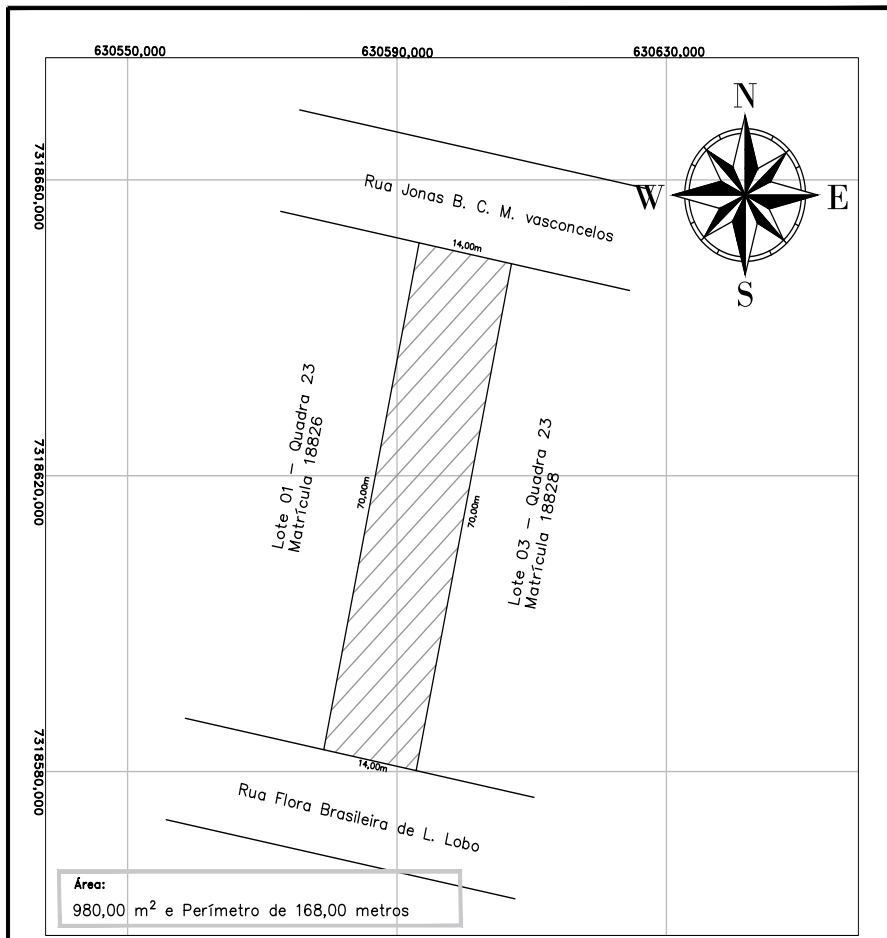 630550,000
630590,000
630630,000
N
W
E
S
7318660,000
Rua Jonas B. C. M. vasconcelos
14,00m
Lote 01 – Quadra 23
Matrícula 18826
70,00m
70,00m
Lote 03 – Quadra 23
Matrícula 18828
7318620,000
7318580,000
14,00m
Rua Flora Brasileira de L. Lobo
Área:
980,00 m² e Perímetro de 168,00 metros